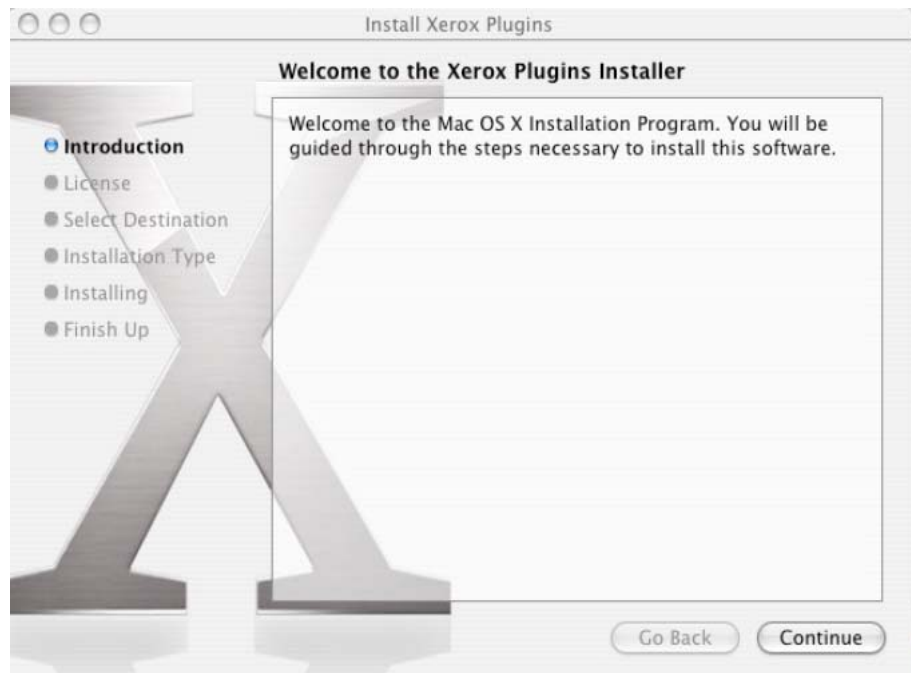 Install Xerox Plugins
Welcome to the Xerox Plugins Installer
Introduction
License
Select Destination
Installation Type
Installing
Finish Up
Welcome to the Mac OS X Installation Program. You will be
guided through the steps necessary to install this software.
Go Back
Continue